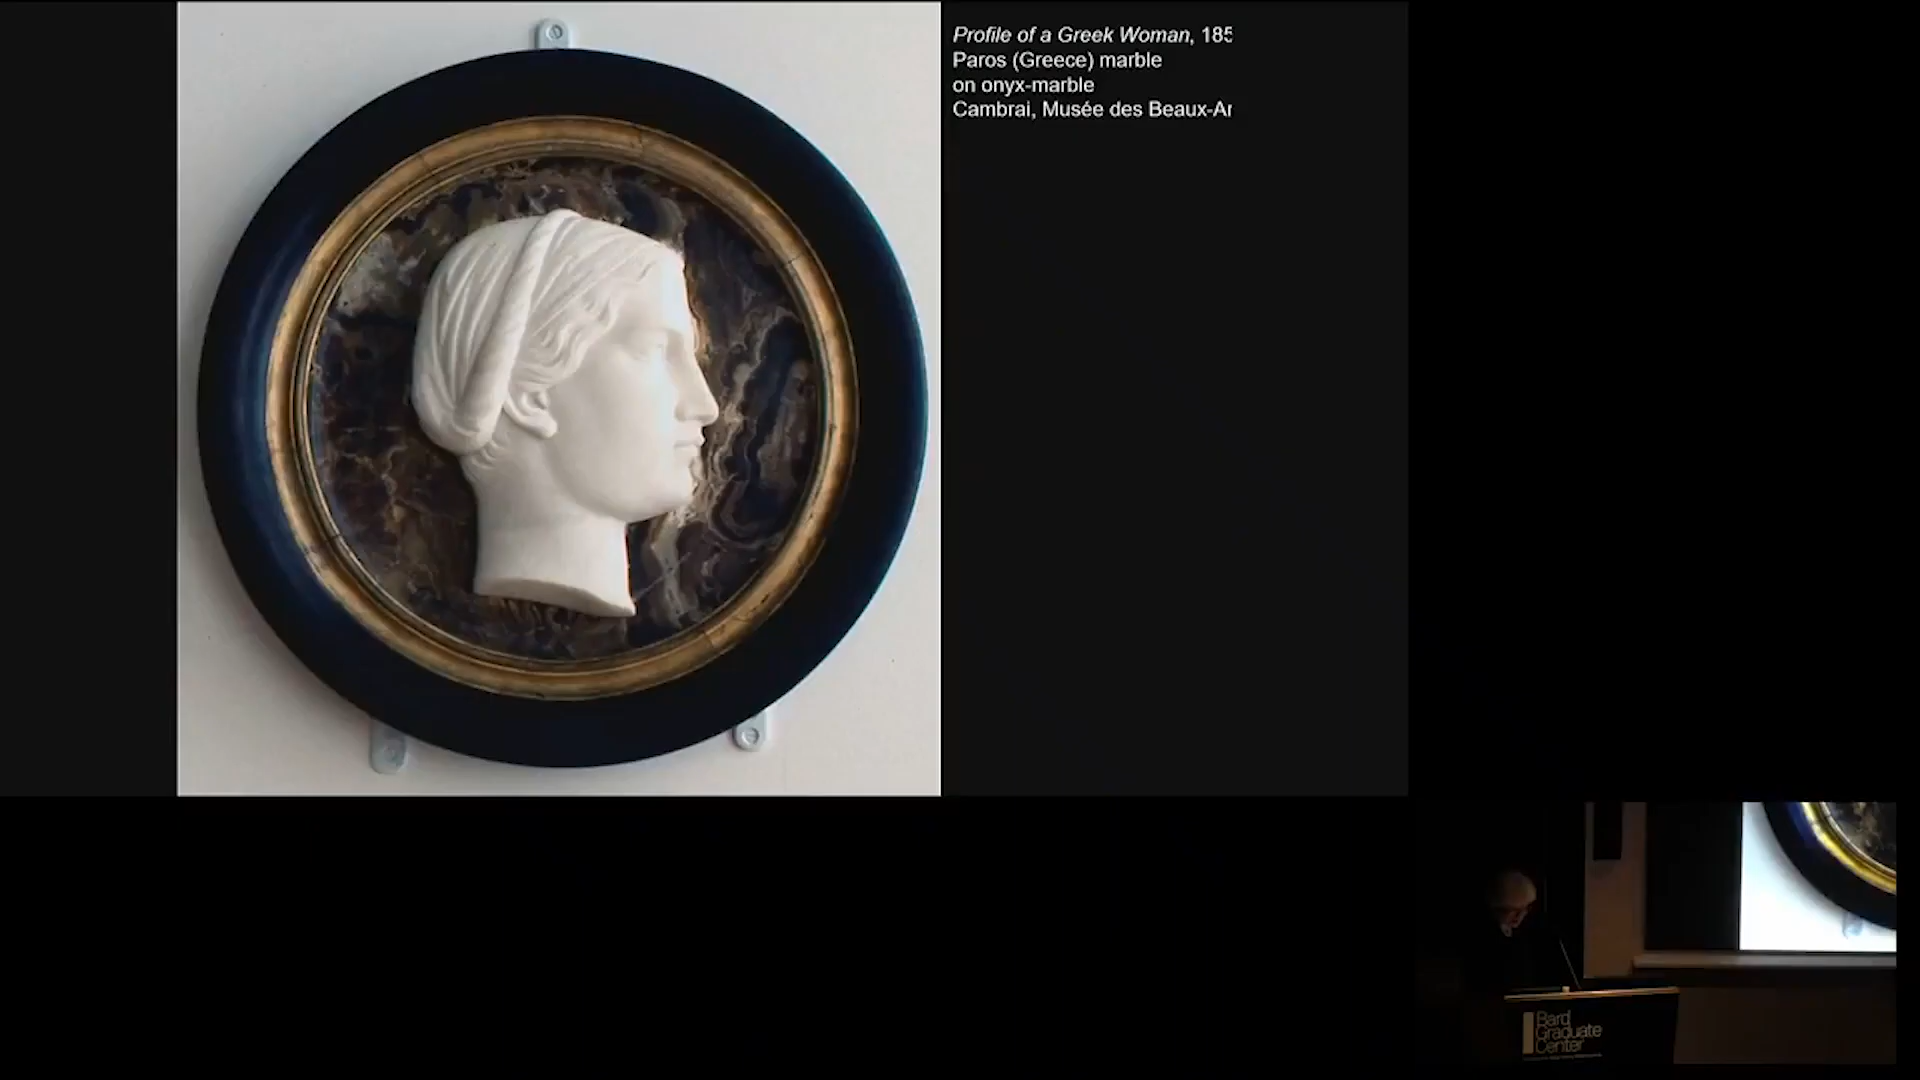 Profile of a Greek Woman, 185
Paros (Greece) marble
on onyx-marble
Cambrai, Musée des Beaux-Ar
Bard
Graduate
Center